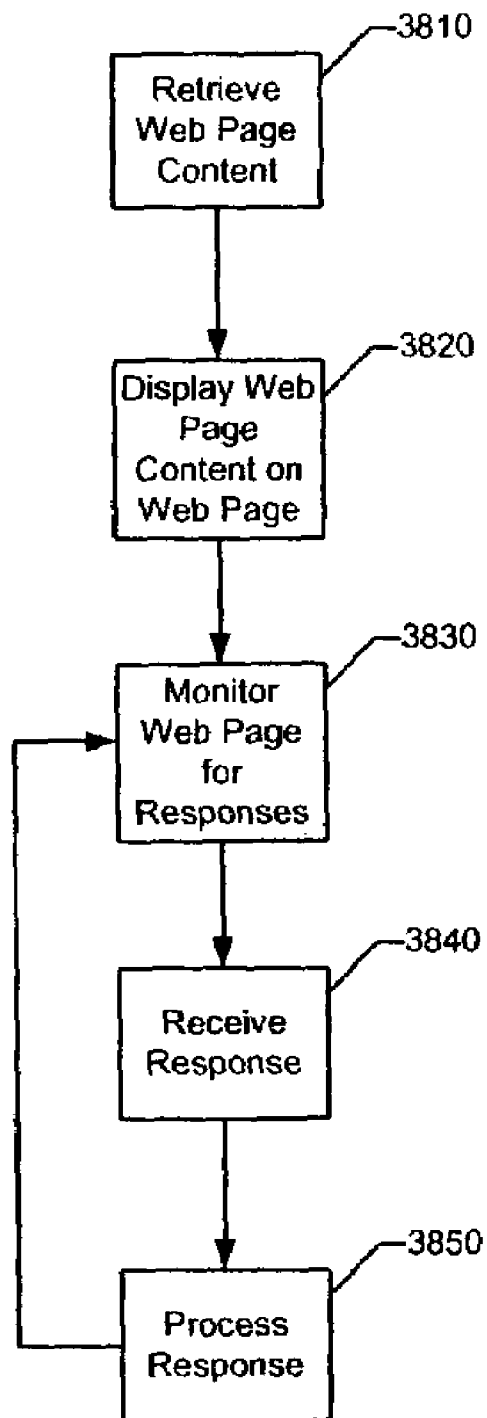 3810
Retrieve
Web Page
Content
3820
Display Web
Page
Content on
Web Page
3830
Monitor
Web Page
for
Responses
3840
Receive
Response
3850
Process
Response